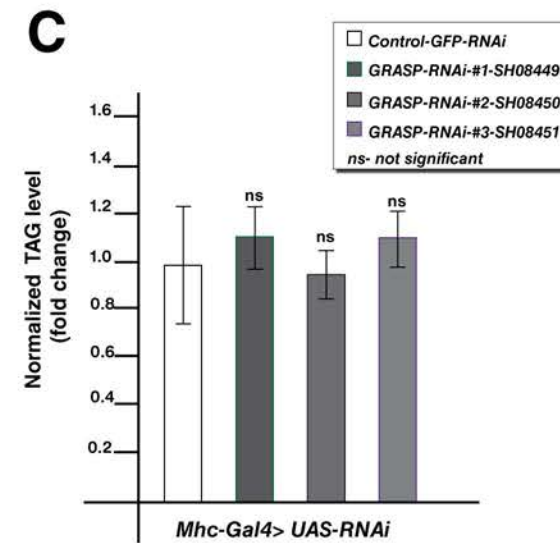 C
Control-GFP-RNAi
GRASP-RNAi-#1-SH08449
GRASP-RNAi-#2-SH08450
GRASP-RNAi-#3-SH08451
ns- not significant
Normalized TAG level
(fold change)
1.6
1.4
1.2
1.0
0.8
0.6
0.4
0.2
ns
ns
ns
Mhc-Gal4> UAS-RNAi